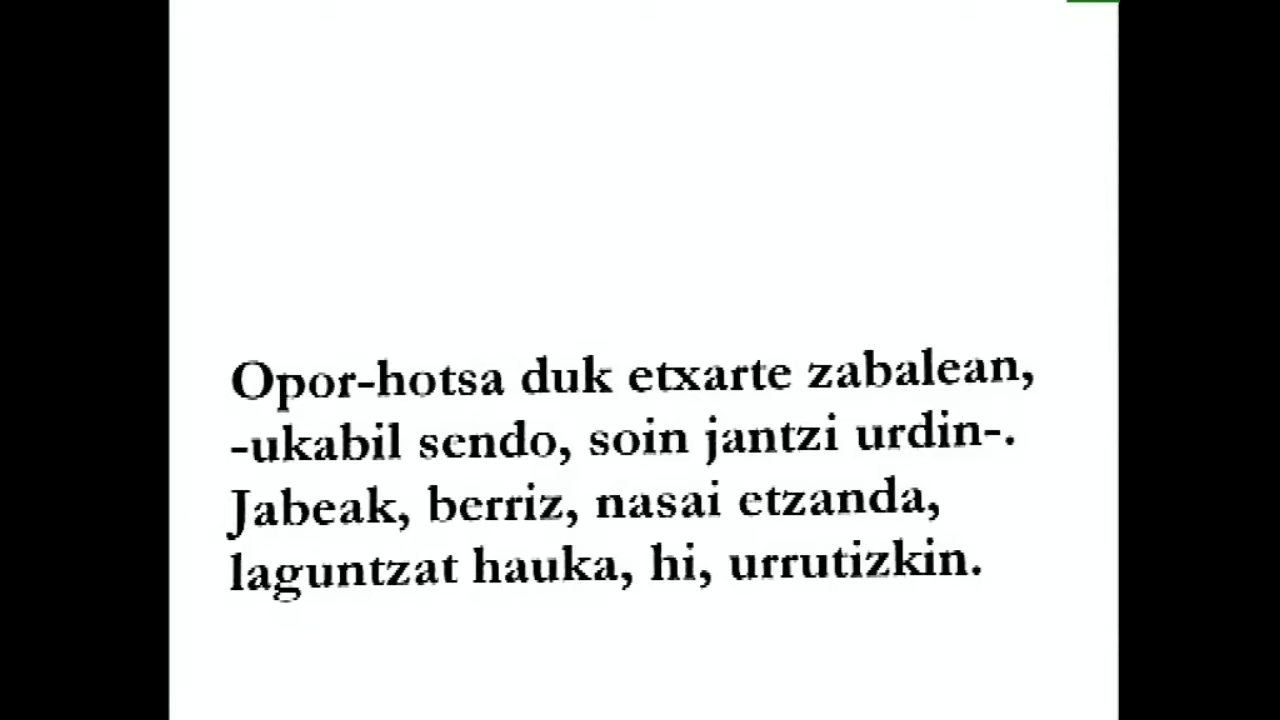 Opor-hotsa duk etxarte zabalean,
-ukabil sendo, soin jantzi urdin-.
Jabeak, berriz, nasai etzanda,
laguntzat hauka, hi, urrutizkin.